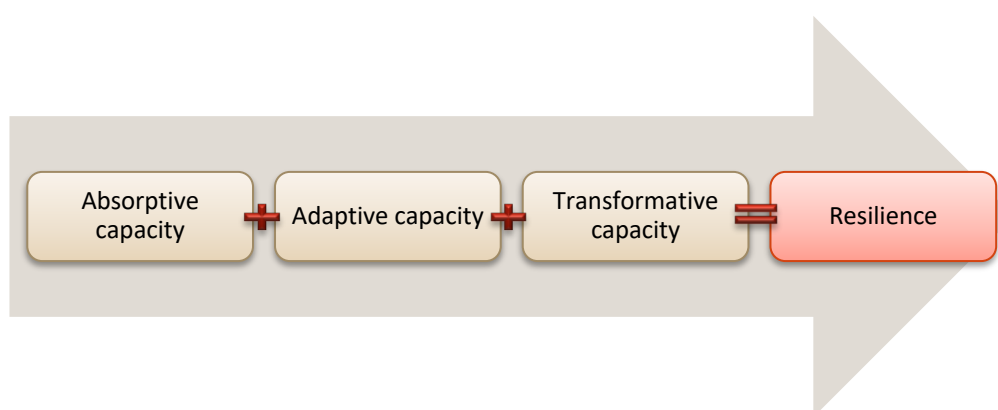 Absorptive
capacity
+
Adaptive capacity
+
Transformative
capacity
=
Resilience